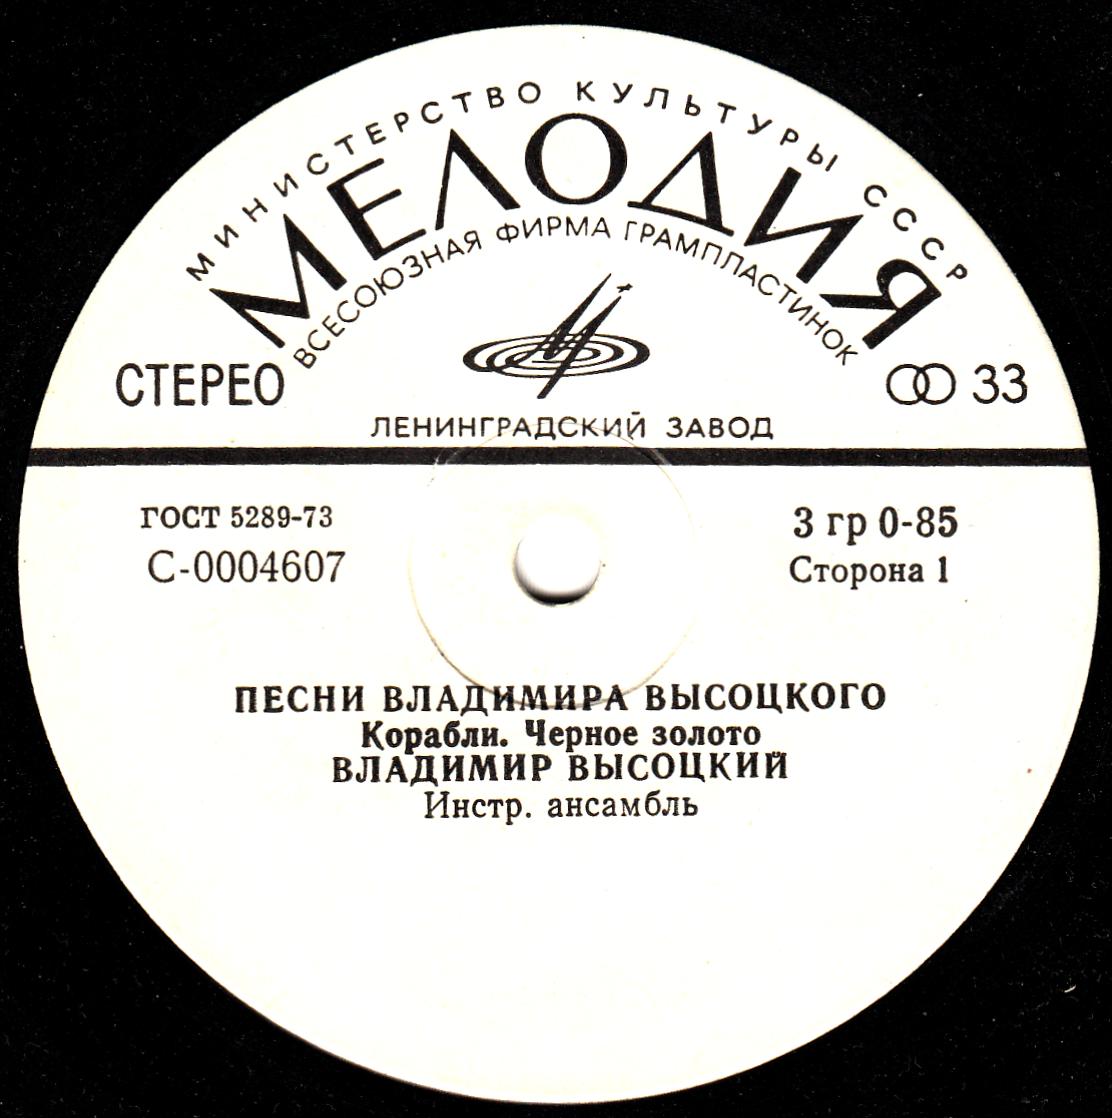 МИНИСТЕРСТВО КУЛЬТУРЫ СССР
МЕЛОДИЯ
ВСЕСОЮЗНАЯ ФИРМА ГРАМПЛАСТИНОК
СТЕРЕО
33
ЛЕНИНГРАДСКИЙ ЗАВОД
ГОСТ 5289-73
3 гр 0-85
С-0004607
Сторона 1
ПЕСНИ ВЛАДИМИРА ВЫСОЦКОГО
Корабли. Черное золото
ВЛАДИМИР ВЫСОЦКИЙ
Инстр. ансамбль